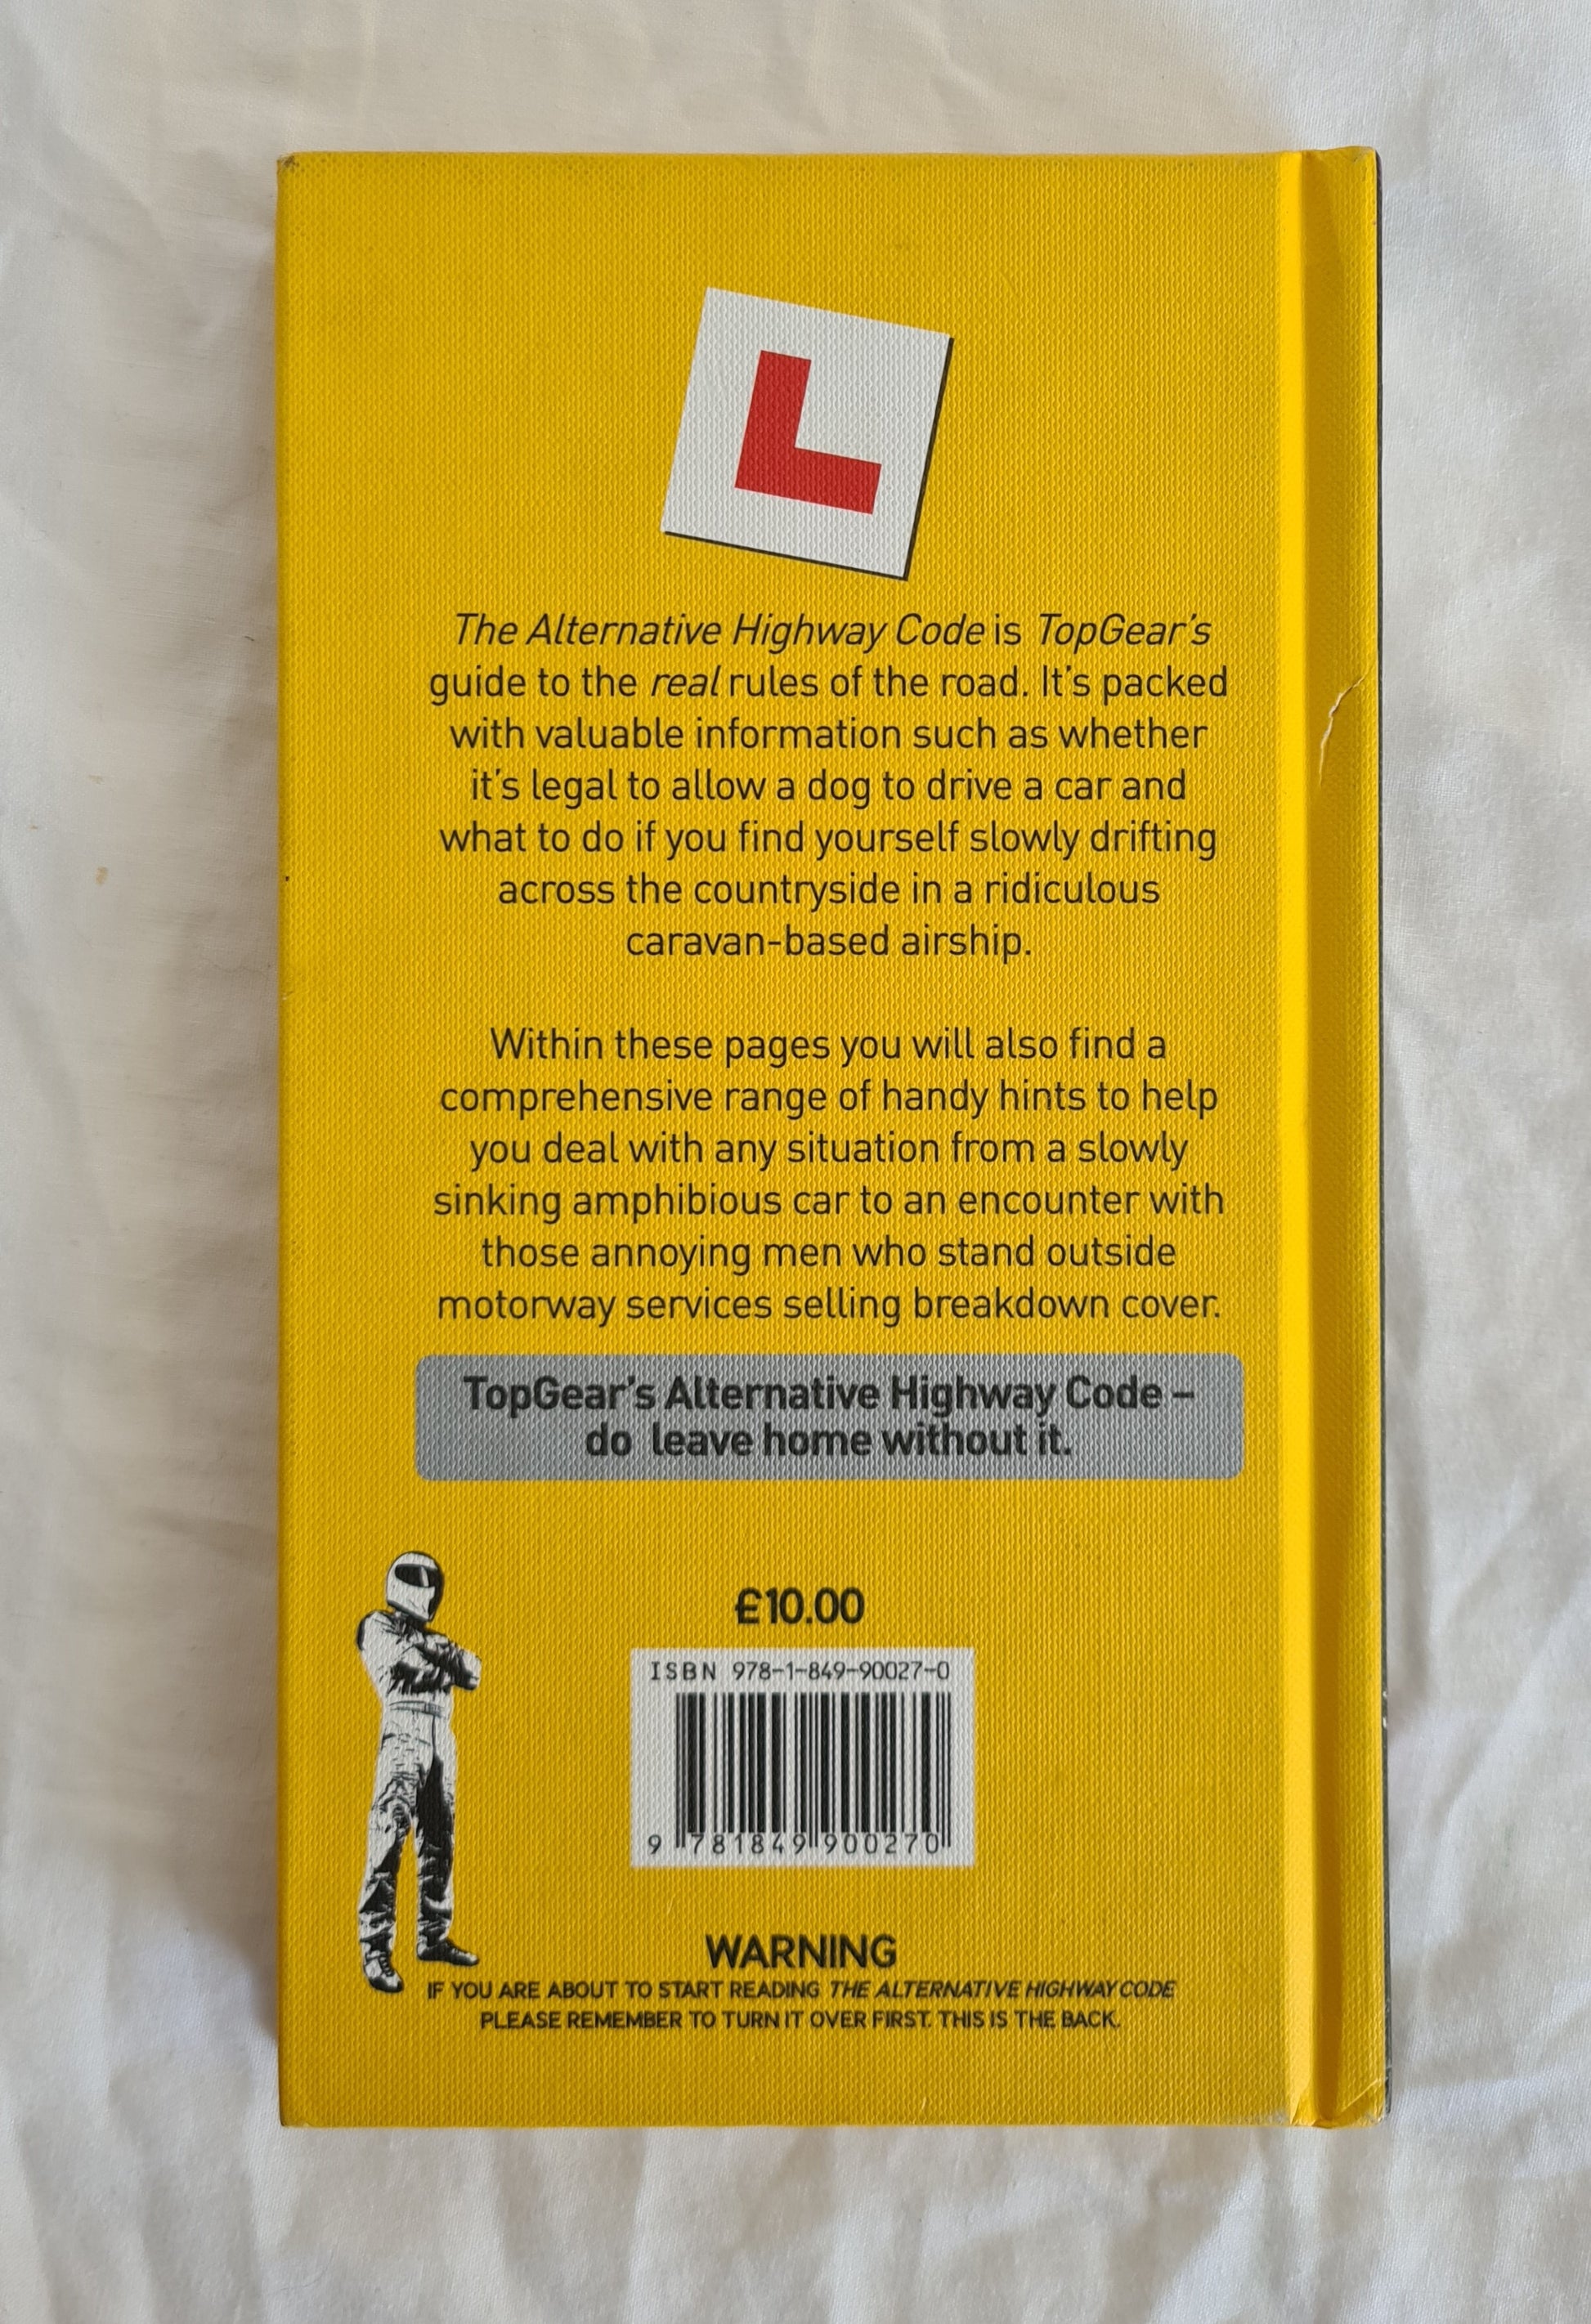 L
The Alternative Highway Code is TopGear's
guide to the real rules of the road. It's packed
with valuable information such as whether
it's legal to allow a dog to drive a car and
what to do if you find yourself slowly drifting
across the countryside in a ridiculous
caravan-based airship.
Within these pages you will also find a
comprehensive range of handy hints to help
you deal with any situation from a slowly
sinking amphibious car to an encounter with
those annoying men who stand outside
motorway services selling breakdown cover.
TopGear's Alternative Highway Code –
do leave home without it.
£10.00
ISBN 978-1-849-90027-0
9 781849 900270
WARNING
IF YOU ARE ABOUT TO START READING THE ALTERNATIVE HIGHWAY CODE
PLEASE REMEMBER TO TURN IT OVER FIRST. THIS IS THE BACK.